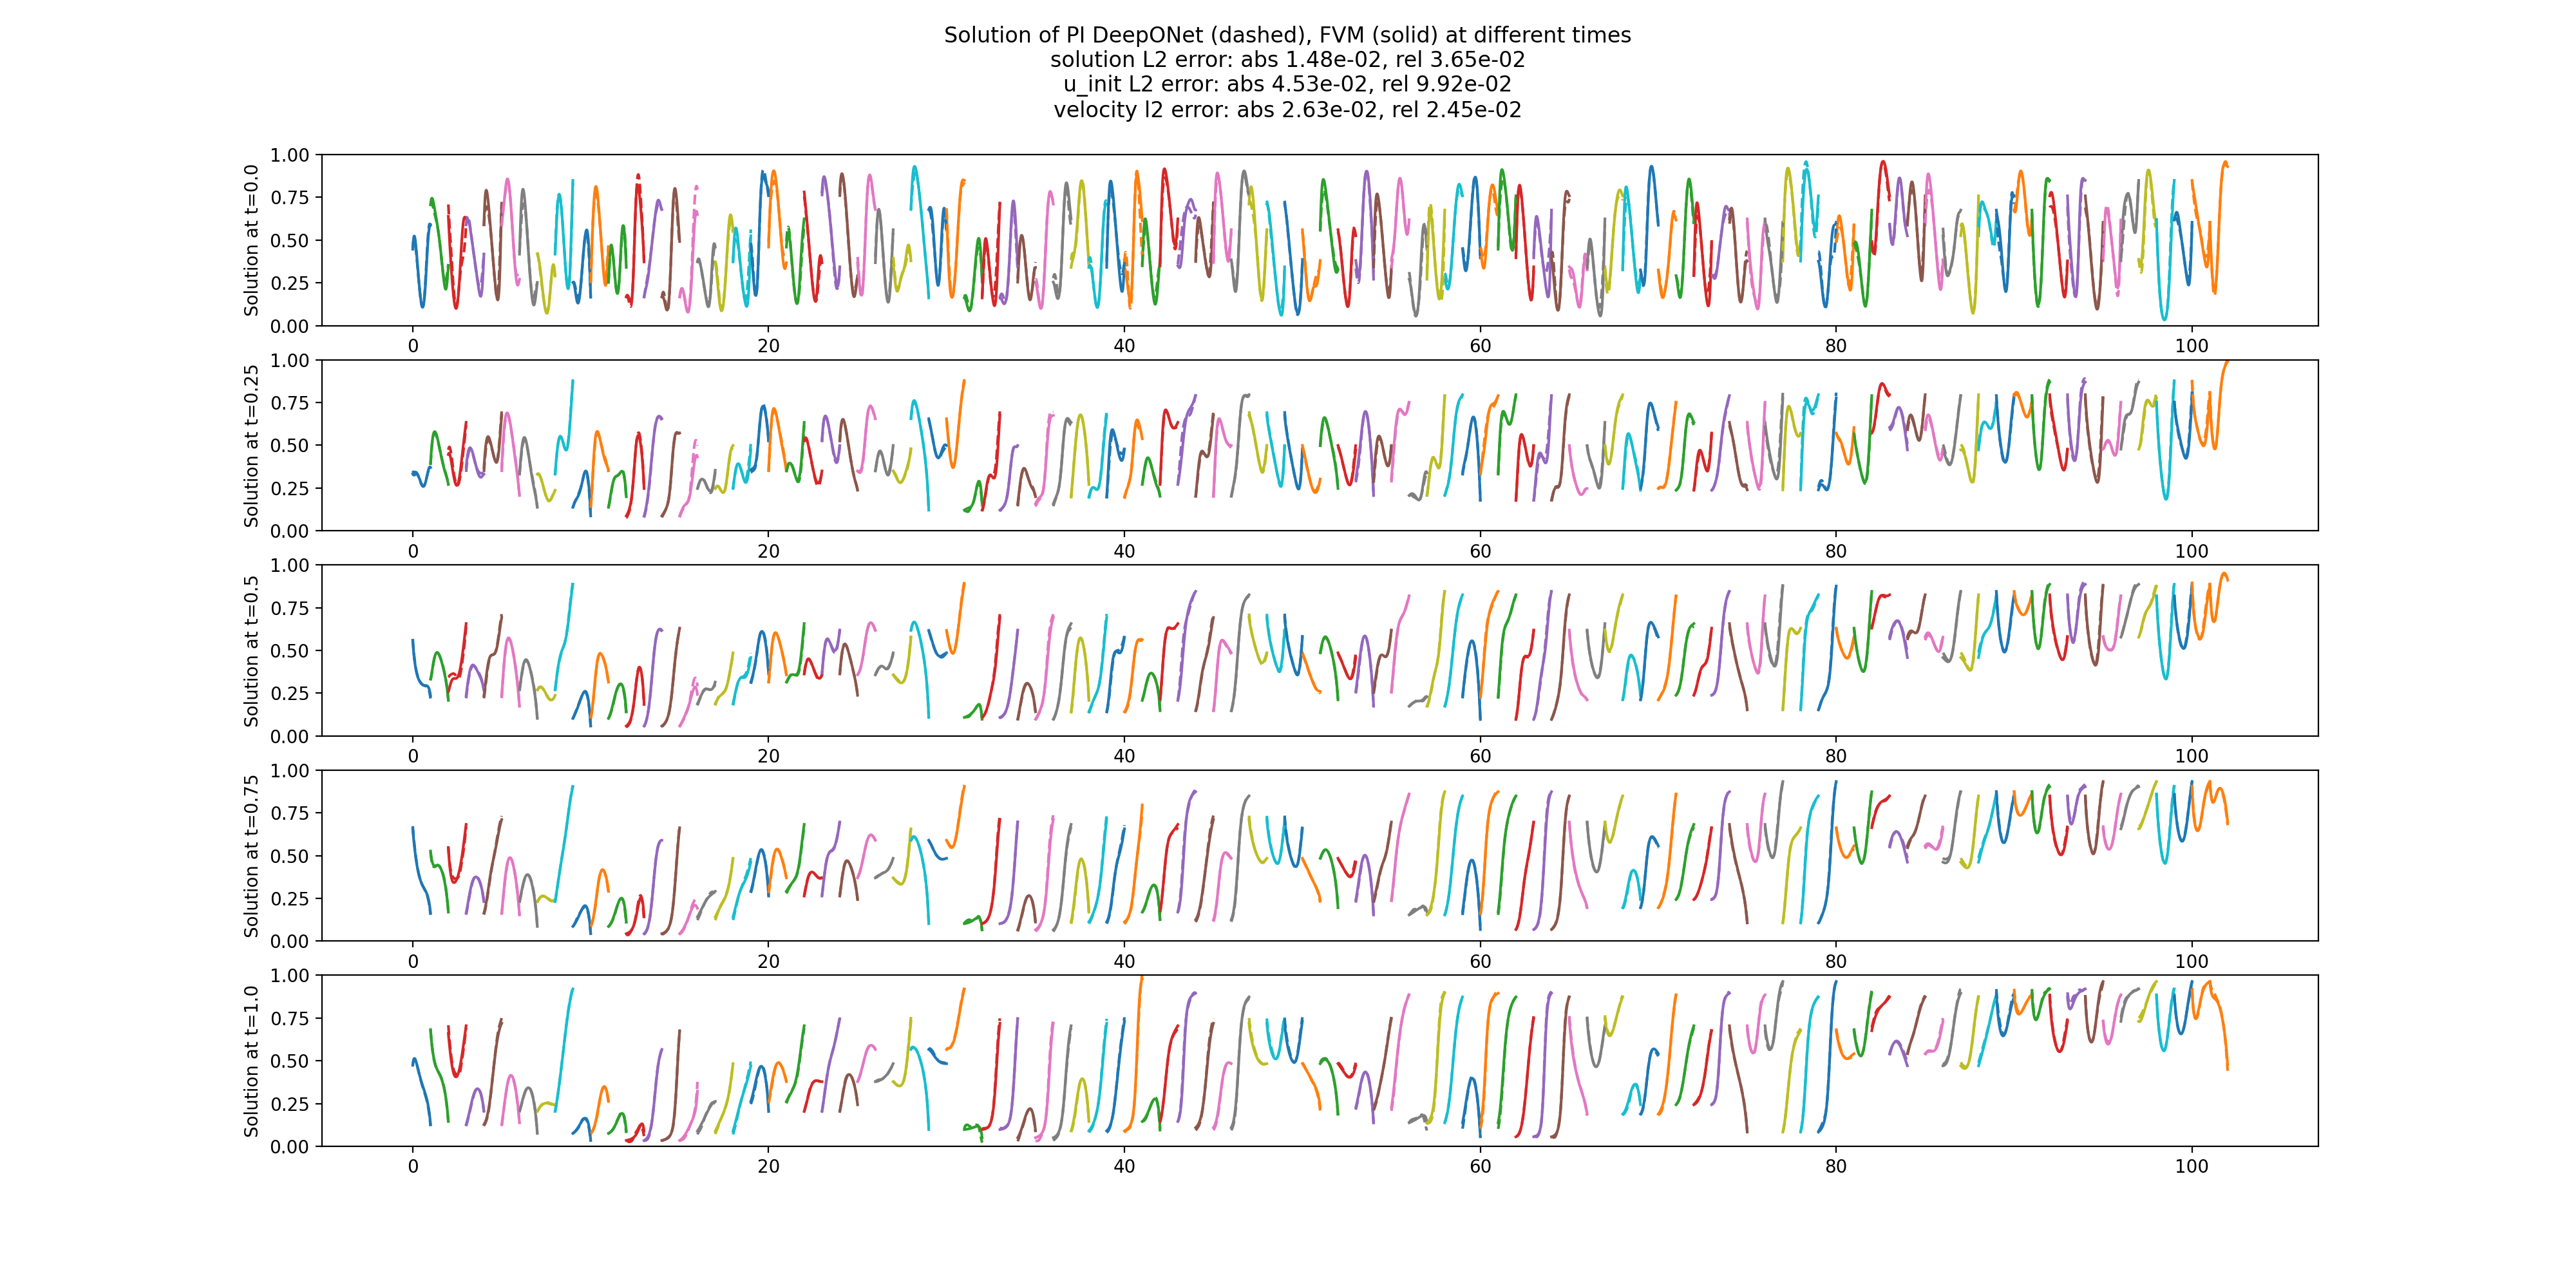 Solution of PI DeepONet (dashed), FVM (solid) at different times
solution L2 error: abs 1.48e-02, rel 3.65e-02
u_init L2 error: abs 4.53e-02, rel 9.92e-02
velocity l2 error: abs 2.63e-02, rel 2.45e-02
Solution at t=0.0
1.00
0.75
0.50
0.25
0.00
0 20 40 60 80 100
Solution at t=0.25
1.00
0.75
0.50
0.25
0.00
0 20 40 60 80 100
Solution at t=0.5
1.00
0.75
0.50
0.25
0.00
0 20 40 60 80 100
Solution at t=0.75
1.00
0.75
0.50
0.25
0.00
0 20 40 60 80 100
Solution at t=1.0
1.00
0.75
0.50
0.25
0.00
0 20 40 60 80 100